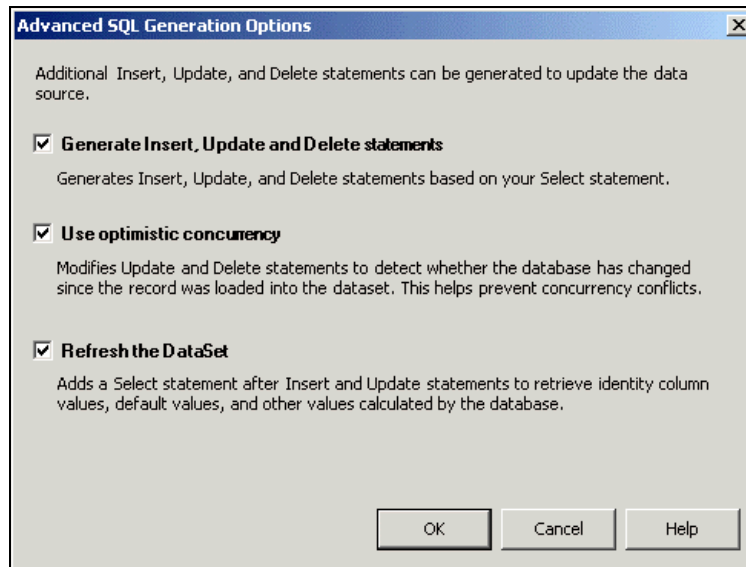 Advanced SQL Generation Options
Additional Insert, Update, and Delete statements can be generated to update the data
source.
Generate Insert, Update and Delete statements
Generates Insert, Update, and Delete statements based on your Select statement.
Use optimistic concurrency
Modifies Update and Delete statements to detect whether the database has changed
since the record was loaded into the dataset. This helps prevent concurrency conflicts.
Refresh the DataSet
Adds a Select statement after Insert and Update statements to retrieve identity column
values, default values, and other values calculated by the database.
OK Cancel Help